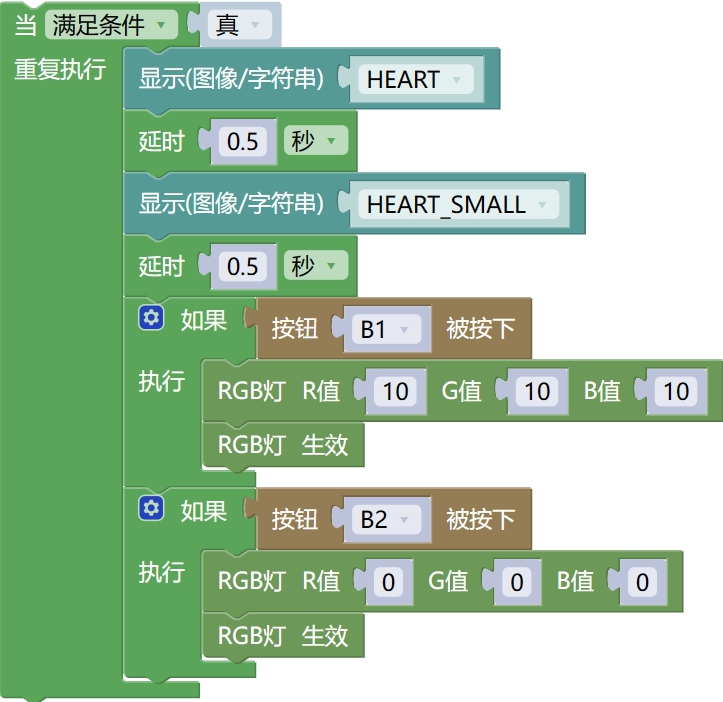 当 满足条件 真
重复执行
显示(图像/字符串) HEART
延时 0.5 秒
显示(图像/字符串) HEART_SMALL
延时 0.5 秒
如果 按钮 B1 被按下
执行 RGB灯 R值 10 G值 10 B值 10
RGB灯 生效
如果 按钮 B2 被按下
执行 RGB灯 R值 0 G值 0 B值 0
RGB灯 生效